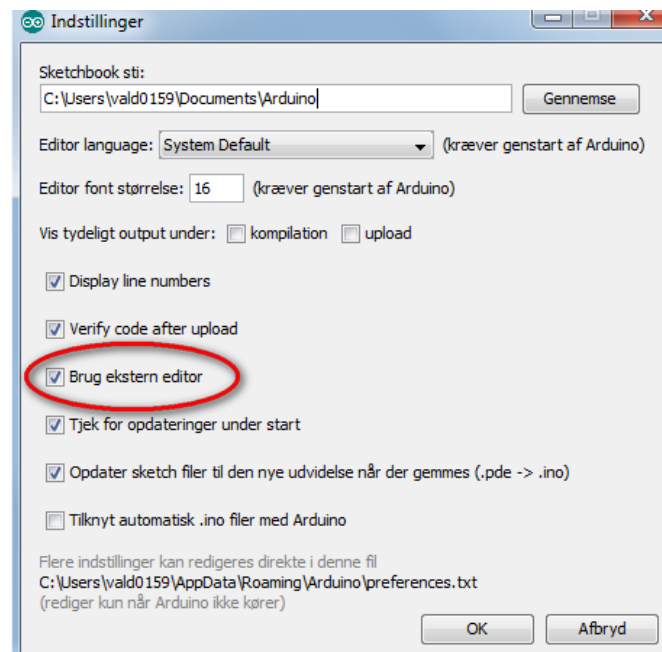 Indstillinger
Sketchbook sti:
C:\Users\vald0159\Documents\Arduino
Gennemse
Editor language: System Default (kræver genstart af Arduino)
Editor font størrelse: 16 (kræver genstart af Arduino)
Vis tydeligt output under: kompilation upload
Display line numbers
Verify code after upload
Brug ekstern editor
Tjek for opdateringer under start
Opdater sketch filer til den nye udvidelse når der gemmes (.pde -> .ino)
Tilknyt automatisk .ino filer med Arduino
Flere indstillinger kan redigeres direkte i denne fil
C:\Users\vald0159\AppData\Roaming\Arduino\preferences.txt
(rediger kun når Arduino ikke kører)
OK Afbryd